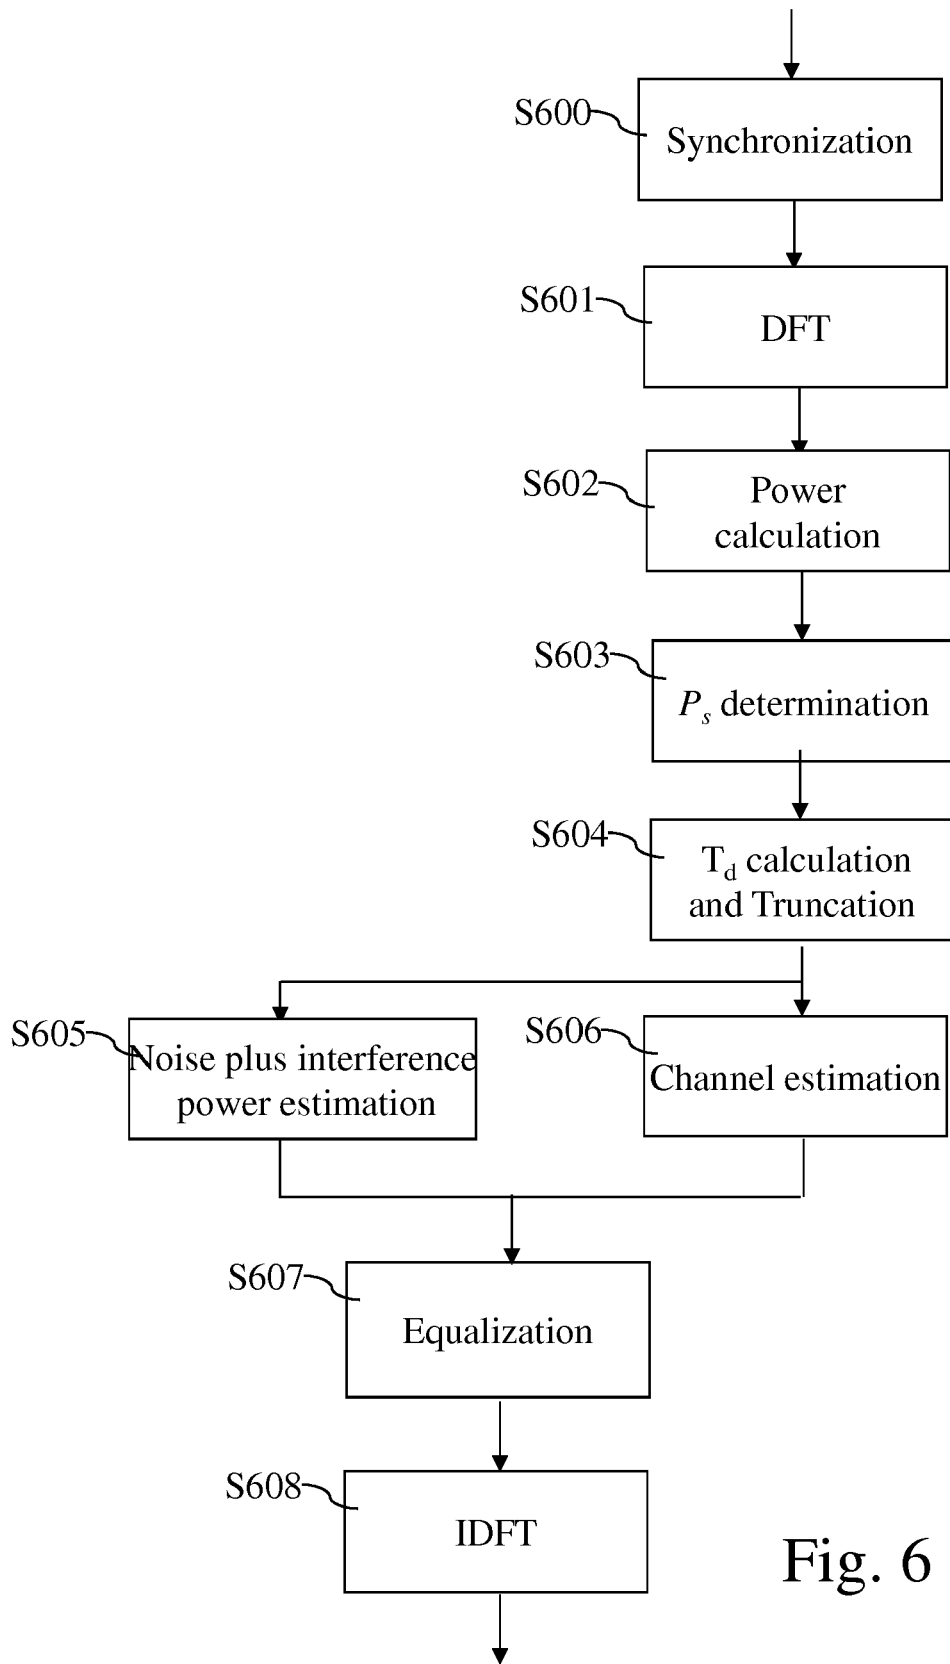 S600
Synchronization
S601
DFT
S602
Power
calculation
S603
Pₛ determination
S604
T_d calculation
and Truncation
S605
Noise plus interference
power estimation
S606
Channel estimation
S607
Equalization
S608
IDFT
Fig. 6